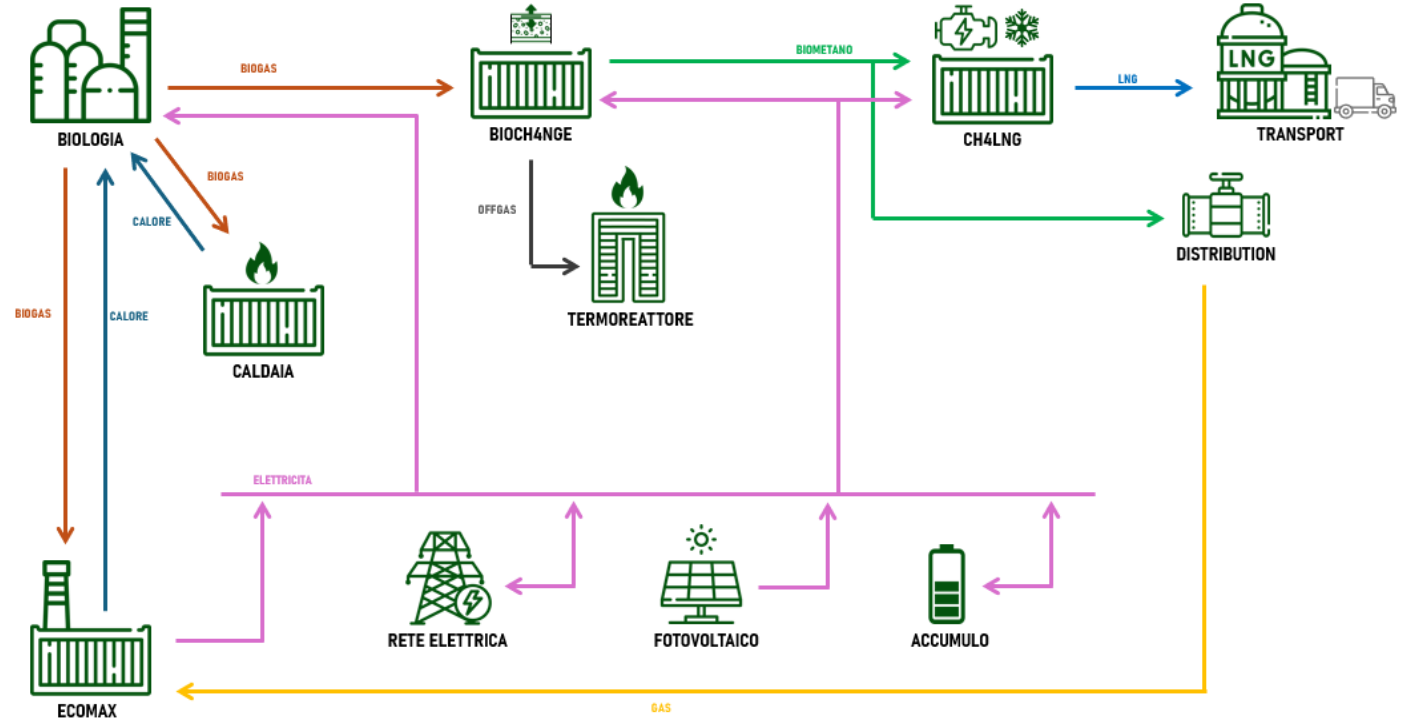 BIOGAS
BIOMETANO
LNG
LNG
BIOLOGIA
BIOCH4NGE
CH4LNG
TRANSPORT
BIOGAS
CALORE
OFFGAS
DISTRIBUTION
BIOGAS
CALORE
TERMOREATTORE
CALDAIA
ELETTRICITA
RETE ELETTRICA
FOTOVOLTAICO
ACCUMULO
ECOMAX
GAS